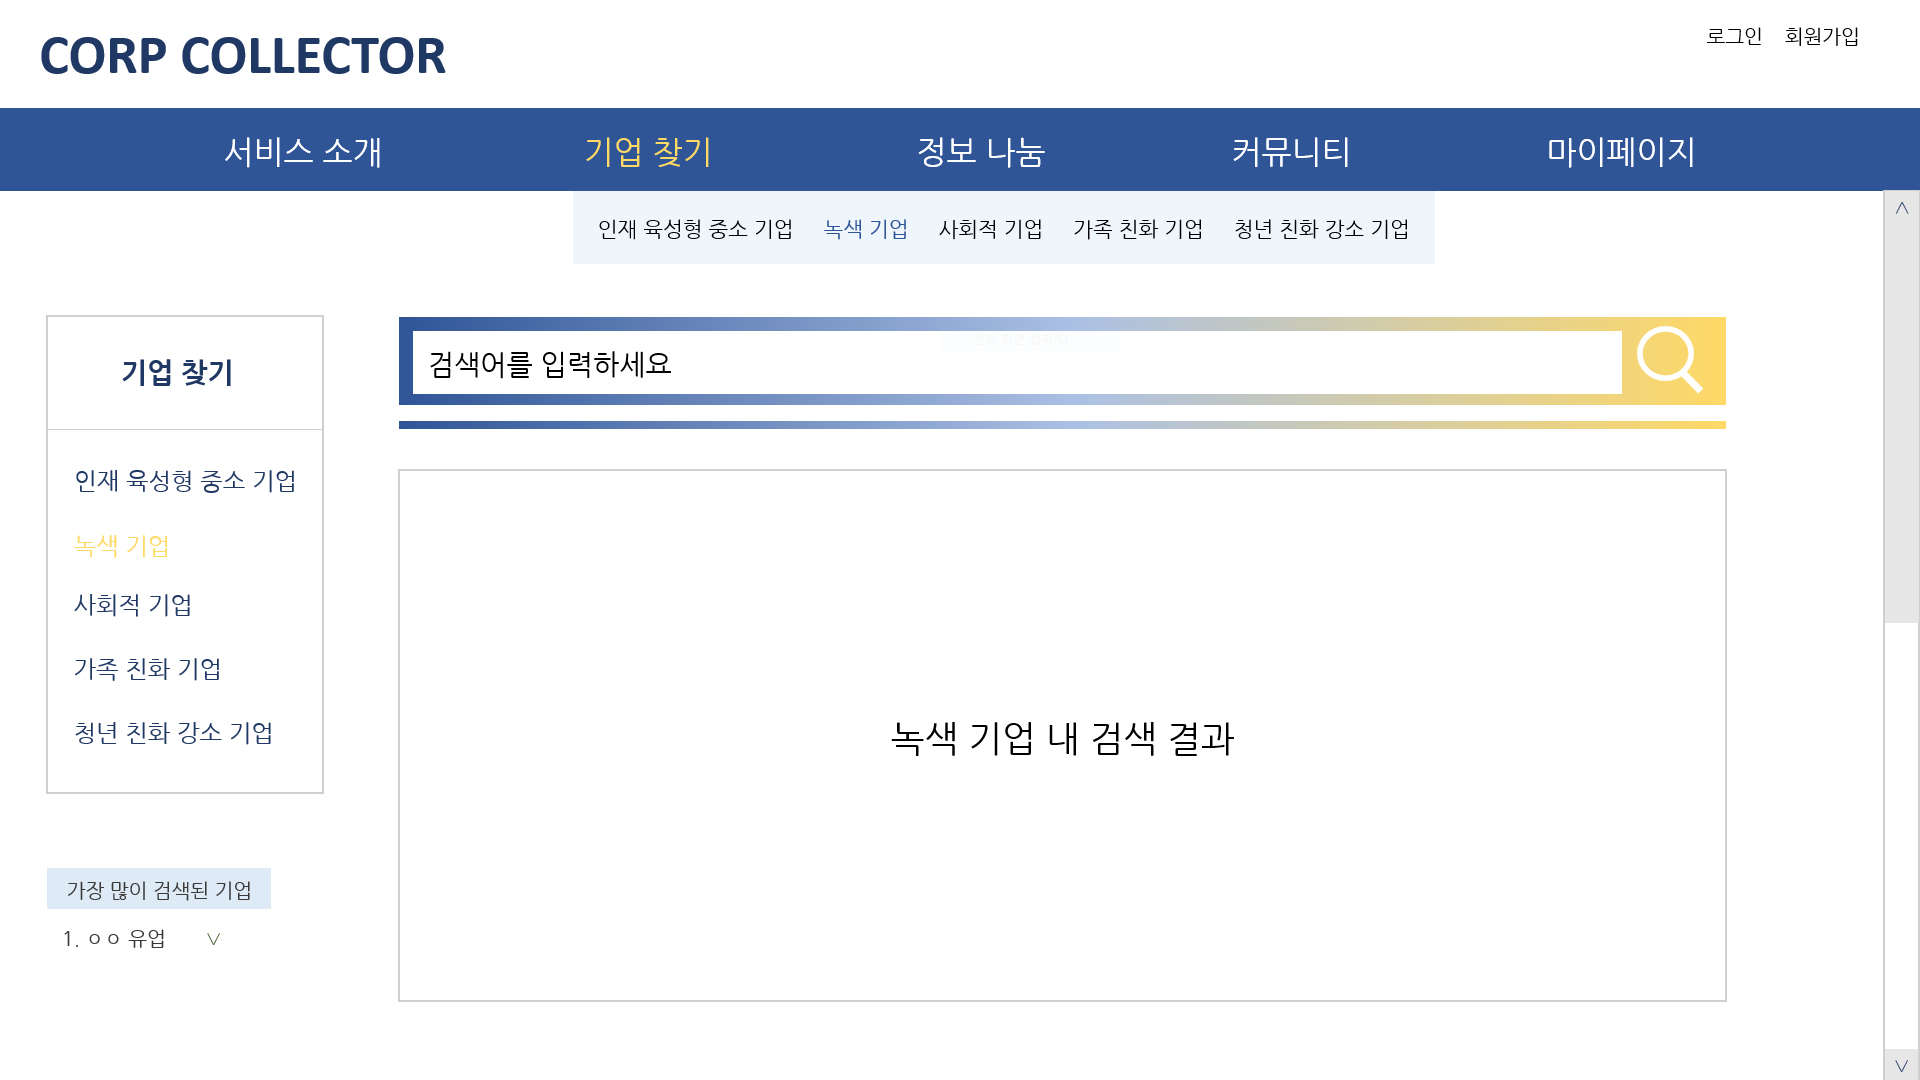 CORP COLLECTOR
로그인 회원가입
서비스 소개 기업 찾기 정보 나눔 커뮤니티 마이페이지
인재 육성형 중소 기업 녹색 기업 사회적 기업 가족 친화 기업 청년 친화 강소 기업
기업 찾기
인재 육성형 중소 기업
녹색 기업
사회적 기업
가족 친화 기업
청년 친화 강소 기업
가장 많이 검색된 기업
1. ㅇㅇ 유업
검색어를 입력하세요
녹색 기업 내 검색 결과